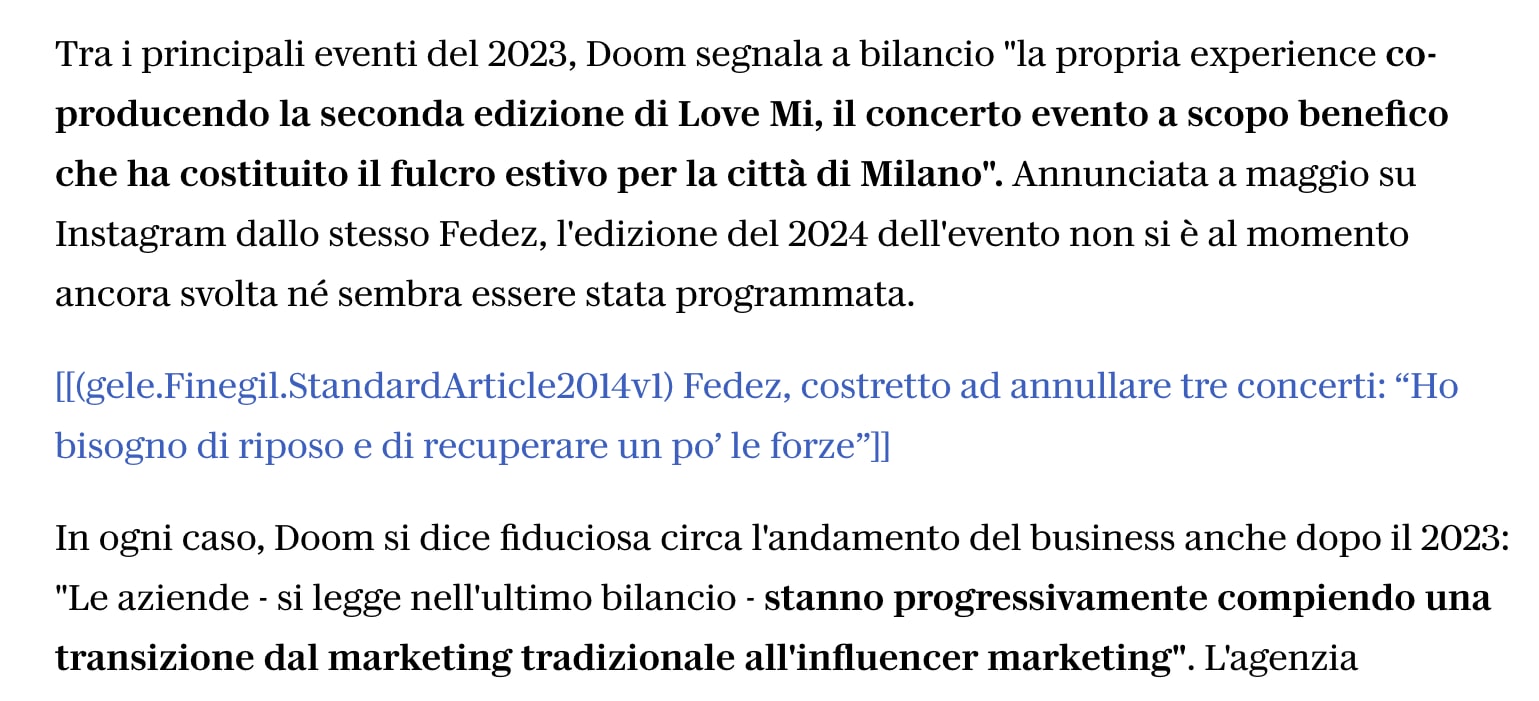 Tra i principali eventi del 2023, Doom segnala a bilancio "la propria experience co-
producendo la seconda edizione di Love Mi, il concerto evento a scopo benefico
che ha costituito il fulcro estivo per la città di Milano". Annunciata a maggio su
Instagram dallo stesso Fedez, l'edizione del 2024 dell'evento non si è al momento
ancora svolta né sembra essere stata programmata.
[[(gele.Finegil.StandardArticle2014v1) Fedez, costretto ad annullare tre concerti: “Ho
bisogno di riposo e di recuperare un po’ le forze”]]
In ogni caso, Doom si dice fiduciosa circa l'andamento del business anche dopo il 2023:
"Le aziende - si legge nell'ultimo bilancio - stanno progressivamente compiendo una
transizione dal marketing tradizionale all'influencer marketing". L'agenzia